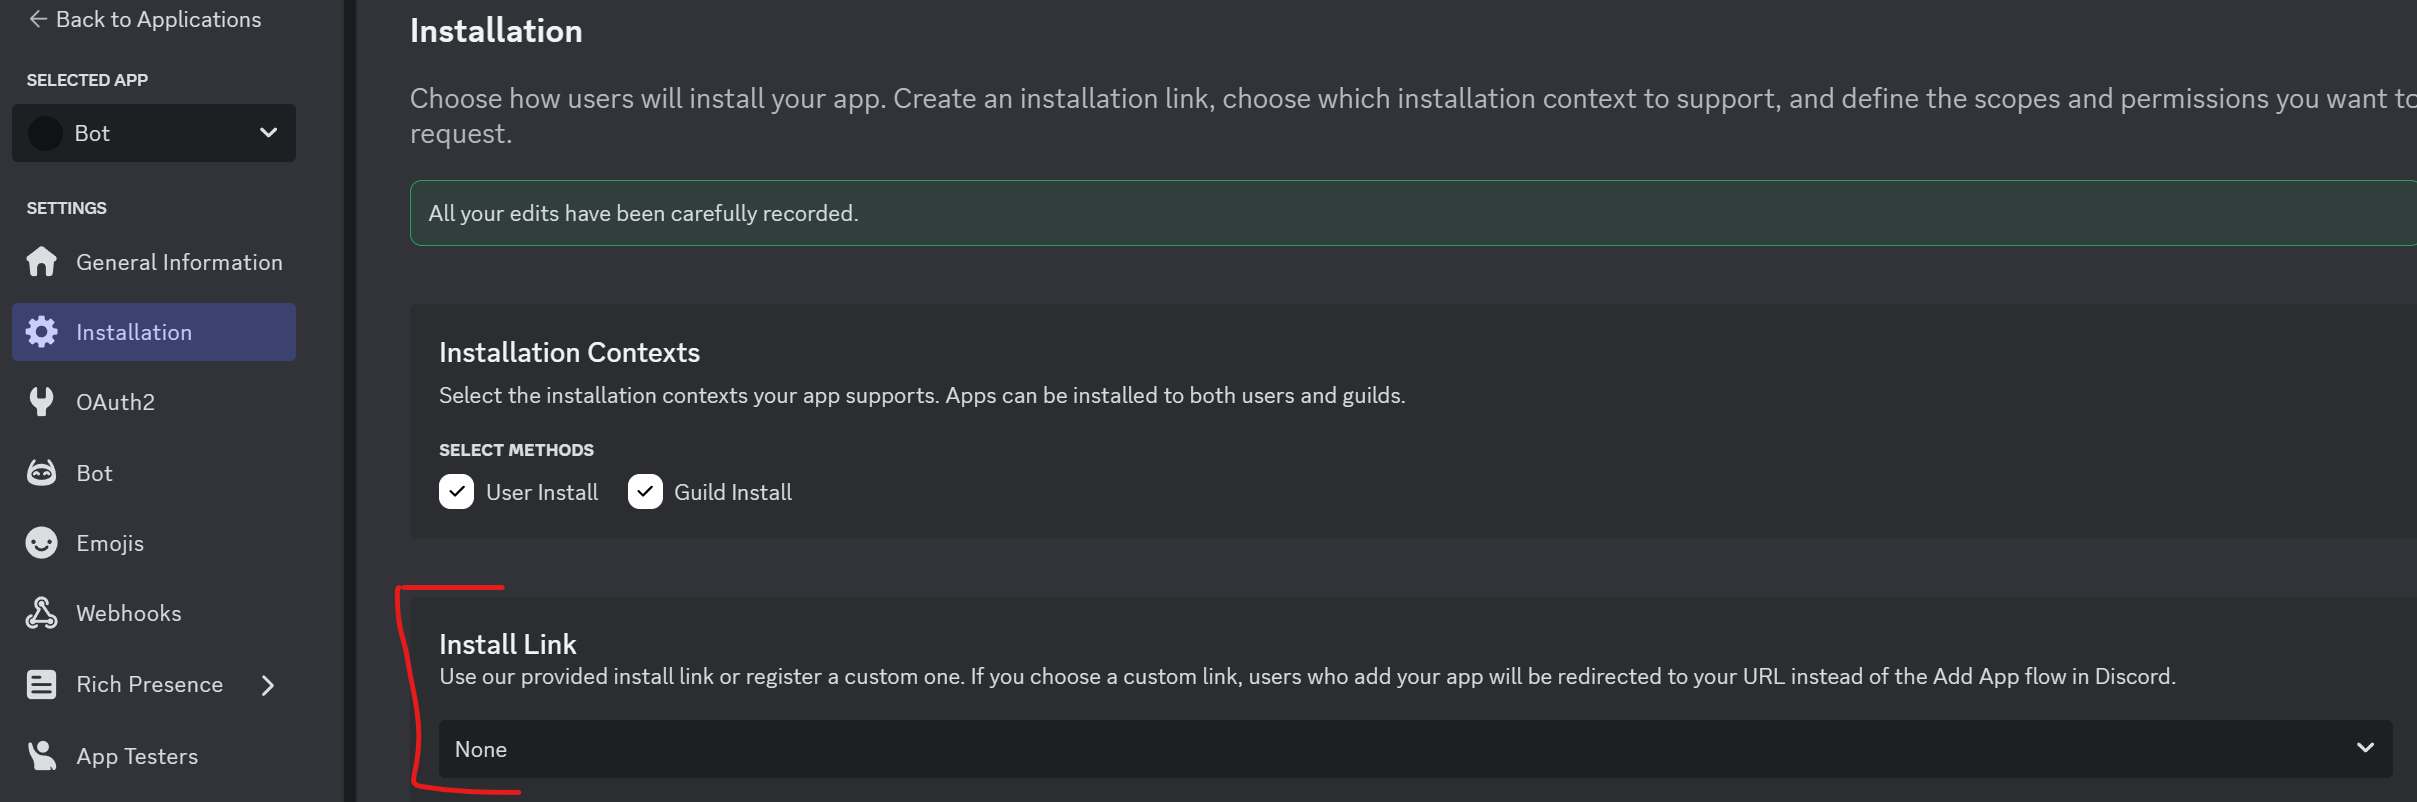 Back to Applications
SELECTED APP
Bot
SETTINGS
General Information
Installation
OAuth2
Bot
Emojis
Webhooks
Rich Presence
App Testers
Installation
Choose how users will install your app. Create an installation link, choose which installation context to support, and define the scopes and permissions you want to
request.
All your edits have been carefully recorded.
Installation Contexts
Select the installation contexts your app supports. Apps can be installed to both users and guilds.
SELECT METHODS
User Install
Guild Install
Install Link
Use our provided install link or register a custom one. If you choose a custom link, users who add your app will be redirected to your URL instead of the Add App flow in Discord.
None